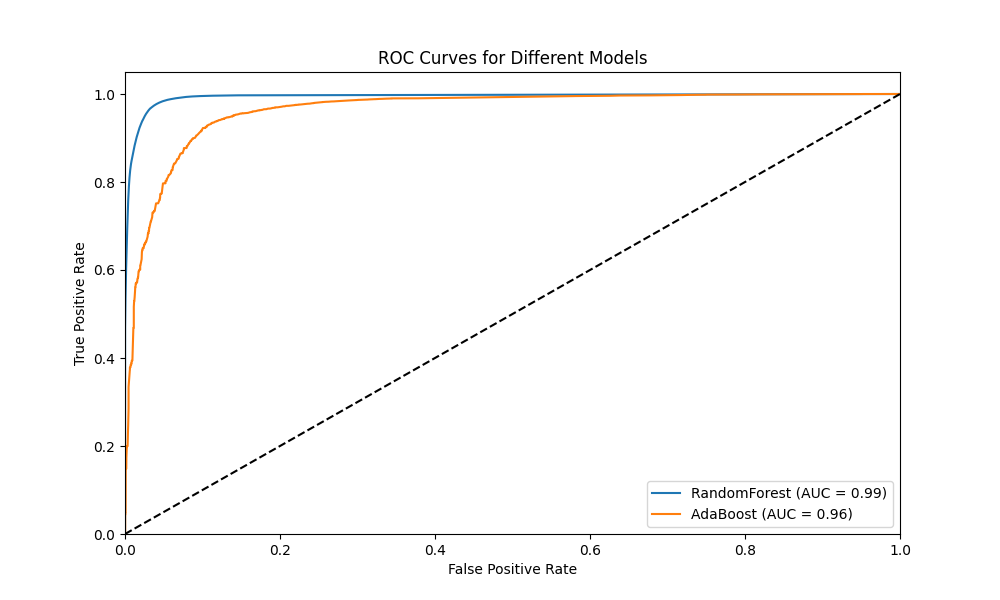 ROC Curves for Different Models
True Positive Rate
1.0
0.8
0.6
0.4
0.2
0.0
0.0 0.2 0.4 0.6 0.8 1.0
False Positive Rate
RandomForest (AUC = 0.99)
AdaBoost (AUC = 0.96)